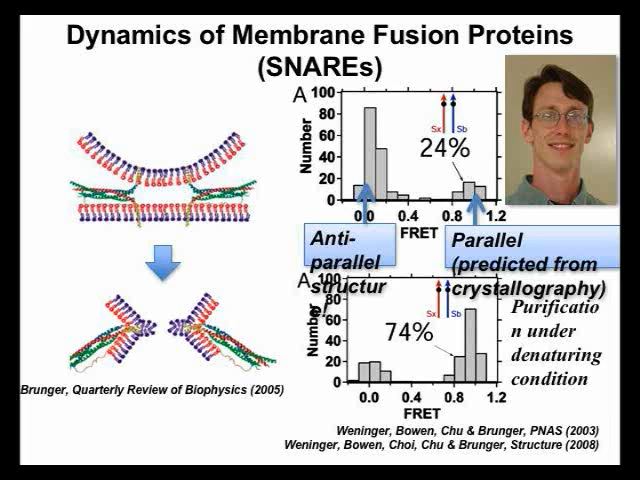 Dynamics of Membrane Fusion Proteins
(SNAREs)
A
100
80
60
40
20
0
Number
Sx
Sb
24%
0.0
0.4
0.8
1.2
FRET
Anti-
parallel
structur
e!
Parallel
(predicted from
crystallography)
A
100
80
60
40
20
0
Number
Sx
Sb
74%
0.0
0.4
0.8
1.2
FRET
Purificatio
n under
denaturing
condition
Brunger, Quarterly Review of Biophysics (2005)
Weninger, Bowen, Chu & Brunger, PNAS (2003)
Weninger, Bowen, Choi, Chu & Brunger, Structure (2008)